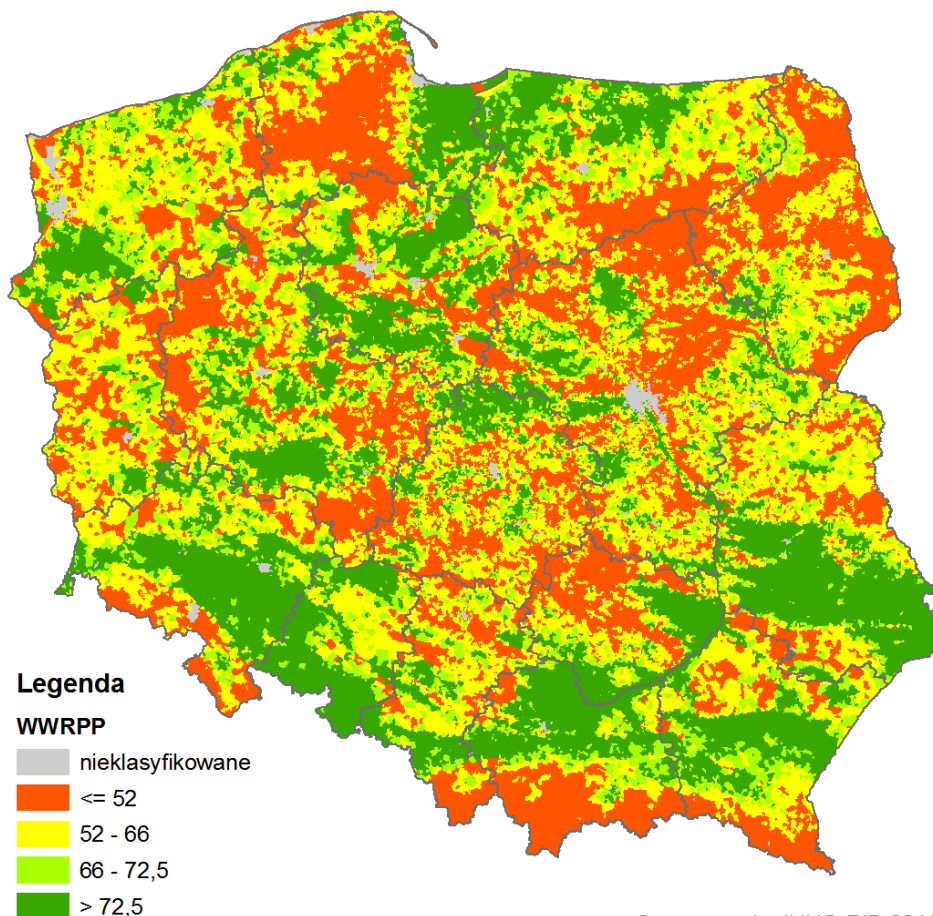 Legenda
WWRPP
nieklasyfikowane
<= 52
52 - 66
66 - 72,5
> 72,5